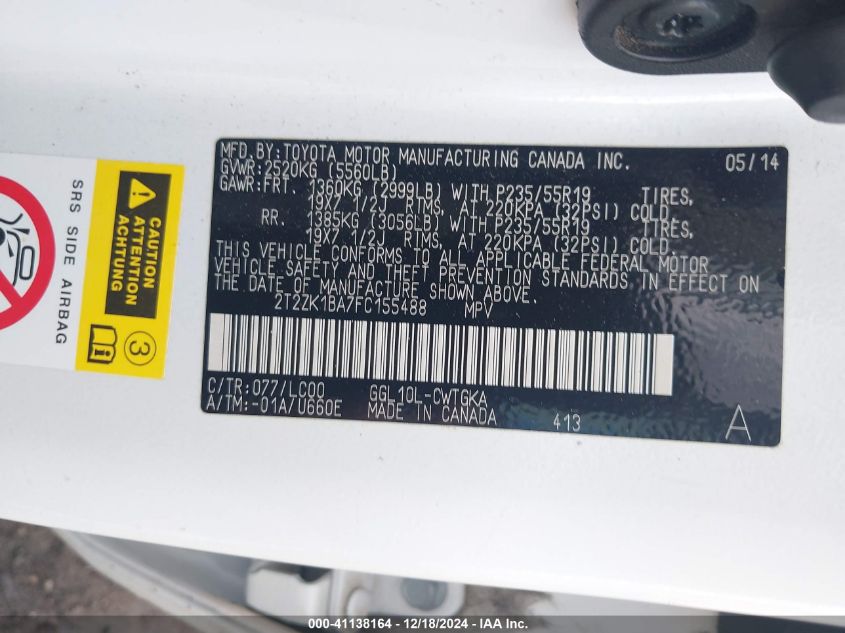 MFD.BY:TOYOTA MOTOR MANUFACTURING CANADA INC. 05/14
GVWR:2520KG (5560LB)
GAWR:FRT. 1360KG (2999LB) WITH P235/55R19 TIRES,
19X7 1/2J RIMS, AT 220KPA (32PSI) COLD.
RR. 1385KG (3056LB) WITH P235/55R19 TIRES,
19X7 1/2J RIMS, AT 220KPA (32PSI) COLD.
THIS VEHICLE CONFORMS TO ALL APPLICABLE FEDERAL MOTOR
VEHICLE SAFETY AND THEFT PREVENTION STANDARDS IN EFFECT ON
THE DATE OF MANUFACTURE SHOWN ABOVE.
2T2ZK1BA7FC155488 MPV
C/TR:077/LC00 GGL10L-CWTGKA
A/TM:-01A/U660E MADE IN CANADA 413 A
SRS SIDE AIRBAG
CAUTION
ATTENTION
ACHTUNG
3
000-41138164 - 12/18/2024 - IAA Inc.